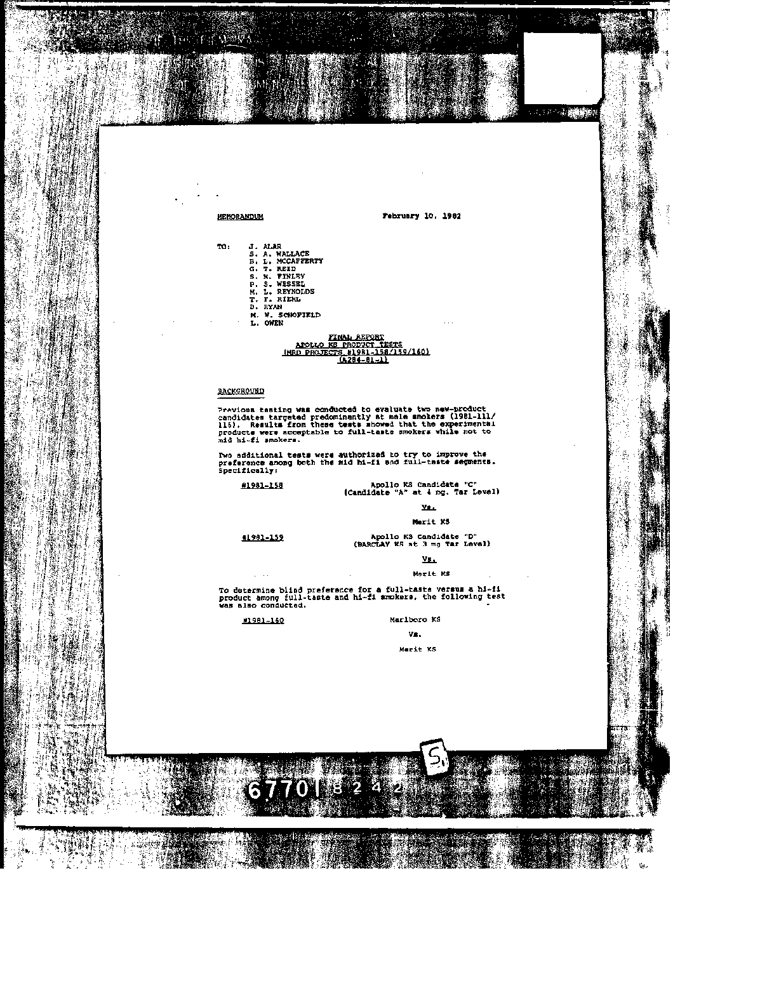 MEMORANDUM February 10, 1982
TO: J. ALAR
S. A. WALLACE
B. L. MCCAFFERTY
G. T. REID
S. N. FINLEY
P. S. WESSEL
M. L. REYNOLDS
T. F. RIEHL
D. RYAN
M. W. SCHOFIELD
L. OWEN
FINAL REPORT
APOLLO KS PRODUCT TESTS
(MRD PROJECTS #1981-158/159/160)
(A284-81-1)
BACKGROUND
Previous testing was conducted to evaluate two new-product
candidates targeted predominently at male smokers (1981-111/
116). Results from these tests showed that the experimental
products were acceptable to full-taste smokers while not to
mid hi-fi smokers.
Two additional tests were authorized to try to improve the
preference among both the mid hi-fi and full-taste segments.
Specifically:
#1981-158 Apollo KS Candidate "C"
(Candidate "A" at 4 mg. Tar Level)
Vs.
Merit KS
#1981-159 Apollo KS Candidate "D"
(BARCLAY KS at 3 mg Tar Level)
Vs.
Merit KS
To determine blind preference for a full-taste versus a hi-fi
product among full-taste and hi-fi smokers, the following test
was also conducted.
#1981-160 Marlboro KS
Vs.
Merit KS
S,
67701 8242